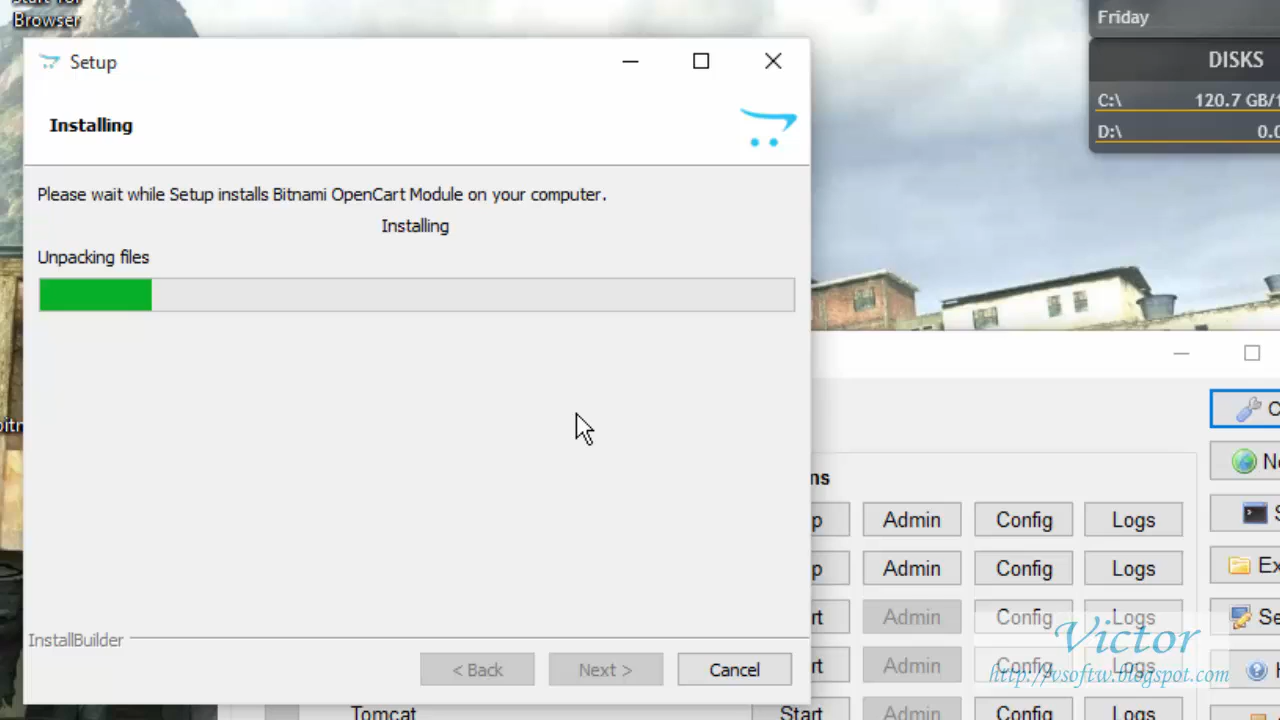 Browser
Setup
Installing
Please wait while Setup installs Bitnami OpenCart Module on your computer.
Installing
Unpacking files
InstallBuilder
< Back
Next >
Cancel
Friday
DISKS
C:\ 120.7 GB/
D:\ 0.0
Admin Config Logs
Admin Config Logs
Admin Config Logs
Admin Config Logs
Tomcat Start Admin Config Logs
Victor
http://vsoftw.blogspot.com